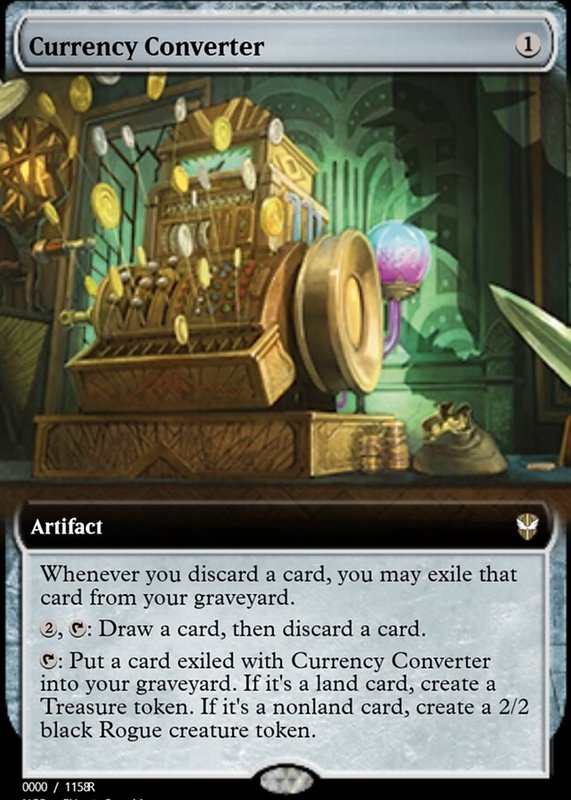 Currency Converter
1
Artifact
Whenever you discard a card, you may exile that
card from your graveyard.
2, : Draw a card, then discard a card.
: Put a card exiled with Currency Converter
into your graveyard. If it's a land card, create a
Treasure token. If it's a nonland card, create a 2/2
black Rogue creature token.
0000 / 1158R